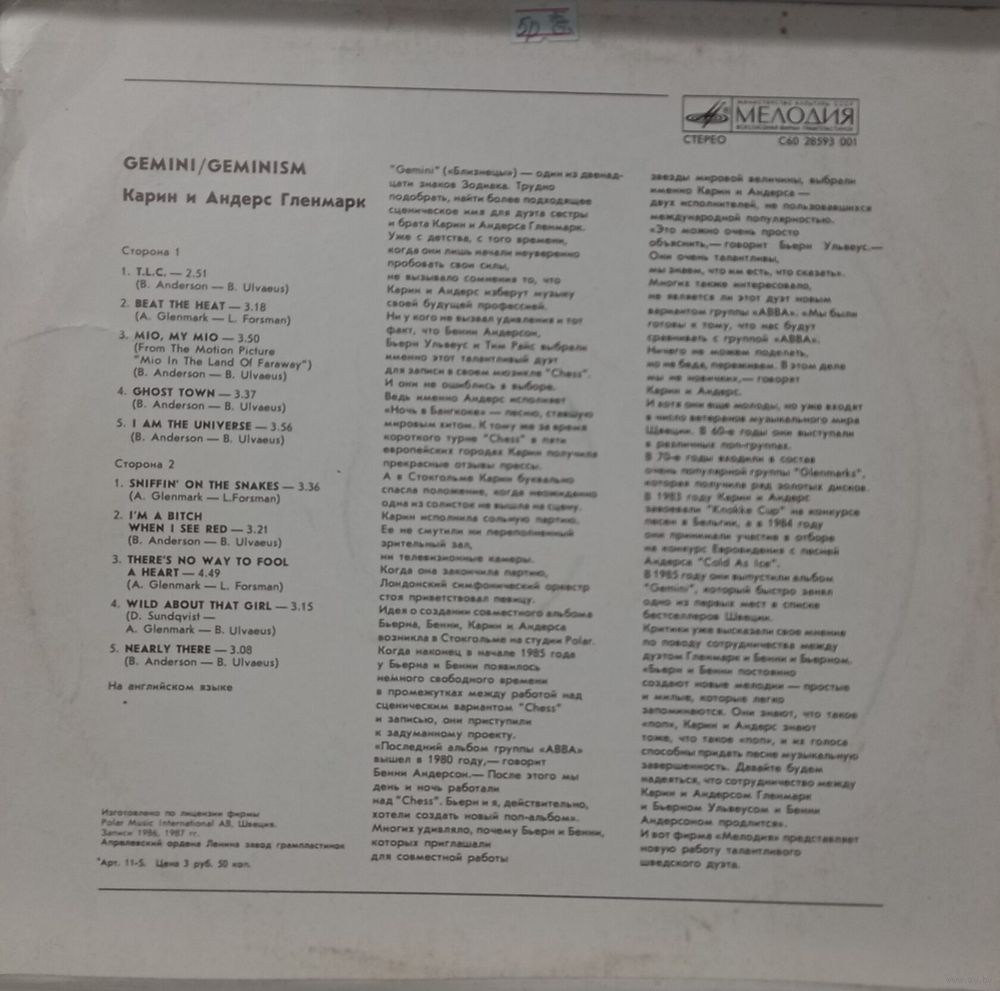 5р.
МИНИСТЕРСТВО КУЛЬТУРЫ СССР
МЕЛОДИЯ
ВСЕСОЮЗНАЯ ФИРМА ГРАМПЛАСТИНОК
СТЕРЕО С60 28593 001
GEMINI/GEMINISM
Карин и Андерс Гленмарк
Сторона 1
1. T.L.C. — 2.51
(B. Anderson — B. Ulvaeus)
2. BEAT THE HEAT — 3.18
(A. Glenmark — L. Forsman)
3. MIO, MY MIO — 3.50
(From The Motion Picture
"Mio In The Land Of Faraway")
(B. Anderson — B. Ulvaeus)
4. GHOST TOWN — 3.37
(B. Anderson — B. Ulvaeus)
5. I AM THE UNIVERSE — 3.56
(B. Anderson — B. Ulvaeus)
Сторона 2
1. SNIFFIN' ON THE SNAKES — 3.36
(A. Glenmark — L.Forsman)
2. I'M A BITCH
WHEN I SEE RED — 3.21
(B. Anderson — B. Ulvaeus)
3. THERE'S NO WAY TO FOOL
A HEART — 4.49
(A. Glenmark — L. Forsman)
4. WILD ABOUT THAT GIRL — 3.15
(D. Sundqvist —
A. Glenmark — B. Ulvaeus)
5. NEARLY THERE — 3.08
(B. Anderson — B. Ulvaeus)
На английском языке
Изготовлено по лицензии фирмы
Polar Music International AB, Швеция.
Записи 1986, 1987 гг.
Апрелевский ордена Ленина завод грампластинок
Арт. 11-5. Цена 3 руб. 50 коп.
"Gemini" («Близнецы») — один из двенад-
цати знаков Зодиака. Трудно
подобрать, найти более подходящее
сценическое имя для дуэта сестры
и брата Карин и Андерса Гленмарк.
Уже с детства, с того времени,
когда они лишь начали неуверенно
пробовать свои силы,
не вызывало сомнения то, что
Карин и Андерс изберут музыку
своей будущей профессией.
Ни у кого не вызвал удивления и тот
факт, что Бенни Андерсон,
Бьерн Ульвеус и Тим Райс выбрали
именно этот талантливый дуэт
для записи в своем мюзикле "Chess".
И они не ошиблись в выборе.
Ведь именно Андерс исполняет
«Ночь в Бангкоке» — песню, ставшую
мировым хитом. К тому же за время
короткого турне "Chess" в пяти
европейских городах Карин получила
прекрасные отзывы прессы.
А в Стокгольме Карин буквально
спасла положение, когда неожиданно
одна из солисток не вышла на сцену.
Карин исполнила сольную партию.
Ее не смутили ни переполненный
зрительный зал,
ни телевизионные камеры.
Когда она закончила партию,
Лондонский симфонический оркестр
стоя приветствовал певицу.
Идея о создании совместного альбома
Бьерна, Бенни, Карин и Андерса
возникла в Стокгольме на студии Polar.
Когда наконец в начале 1985 года
у Бьерна и Бенни появилось
немного свободного времени
в промежутках между работой над
сценическим вариантом "Chess"
и записью, они приступили
к задуманному проекту.
«Последний альбом группы «ABBA»
вышел в 1980 году,— говорит
Бенни Андерсон.— После этого мы
день и ночь работали
над "Chess". Бьерн и я, действительно,
хотели создать новый поп-альбом».
Многих удивляло, почему Бьерн и Бенни,
которых приглашали
для совместной работы
звезды мировой величины, выбрали
именно Карин и Андерса —
двух исполнителей, не пользовавшихся
международной популярностью.
«Это можно очень просто
объяснить,— говорит Бьерн Ульвеус.—
Они очень талантливы,
мы знаем, что им есть, что сказать».
Многих также интересовало,
не является ли этот дуэт новым
вариантом группы «ABBA». «Мы были
готовы к тому, что нас будут
сравнивать с группой «ABBA».
Ничего не можем поделать,
но не беда, переживем. В этом деле
мы не новички»,— говорят
Карин и Андерс.
И хотя они еще молоды, но уже входят
в число ветеранов музыкального мира
Швеции. В 60-е годы они выступали
в различных поп-группах.
В 70-е годы входили в состав
очень популярной группы "Glenmarks",
которая получила ряд золотых дисков.
В 1983 году Карин и Андерс
завоевали "Knokke Cup" на конкурсе
песен в Бельгии, а в 1984 году
они принимали участие в отборе
на конкурс Евровидения с песней
Андерса "Cold As Ice".
В 1985 году они выпустили альбом
"Gemini", который быстро занял
одно из первых мест в списке
бестселлеров Швеции.
Критики уже высказали свое мнение
по поводу сотрудничества между
дуэтом Гленмарк и Бенни и Бьерном.
«Бьерн и Бенни постоянно
создают новые мелодии — простые
и милые, которые легко
запоминаются. Они знают, что такое
«поп», Карин и Андерс знают
тоже, что такое «поп», и их голоса
способны придать песне музыкальную
завершенность. Давайте будем
надеяться, что сотрудничество между
Карин и Андерсом Гленмарк
и Бьерном Ульвеусом и Бенни
Андерсоном продлится».
И вот фирма «Мелодия» представляет
новую работу талантливого
шведского дуэта.